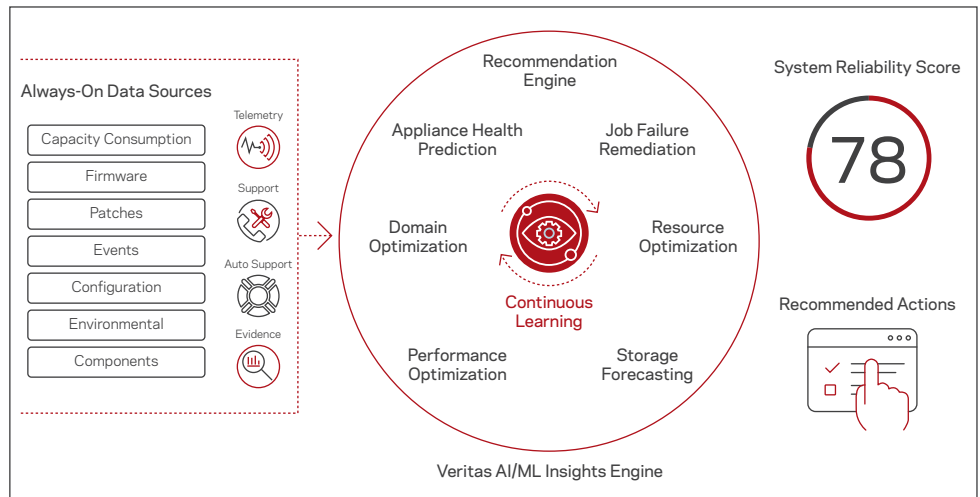 Always-On Data Sources
Capacity Consumption
Firmware
Patches
Events
Configuration
Environmental
Components
Telemetry
Support
Auto Support
Evidence
Recommendation
Engine
Appliance Health
Prediction
Job Failure
Remediation
Domain
Optimization
Resource
Optimization
Continuous
Learning
Performance
Optimization
Storage
Forecasting
Veritas AI/ML Insights Engine
System Reliability Score
78
Recommended Actions